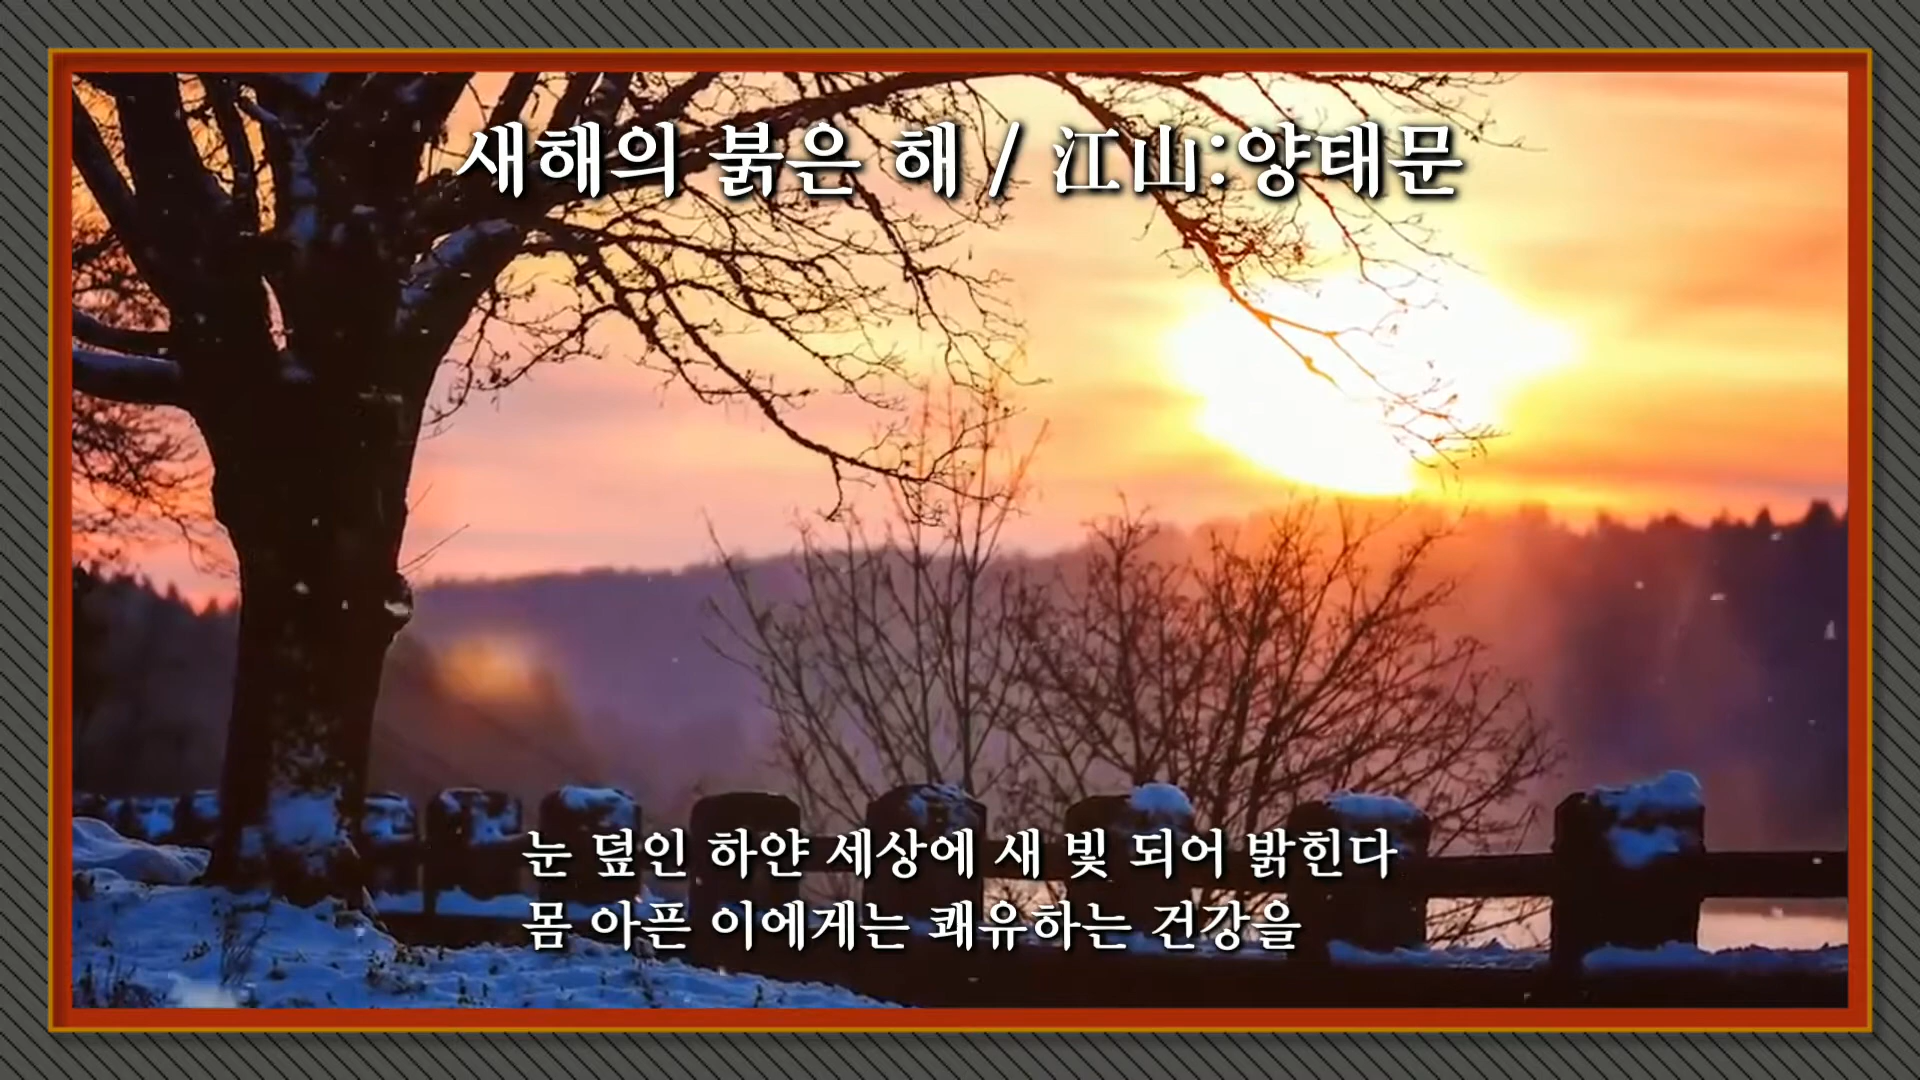 새해의 붉은 해 / 江山:양태문
눈 덮인 하얀 세상에 새 빛 되어 밝힌다
몸 아픈 이에게는 쾌유하는 건강을